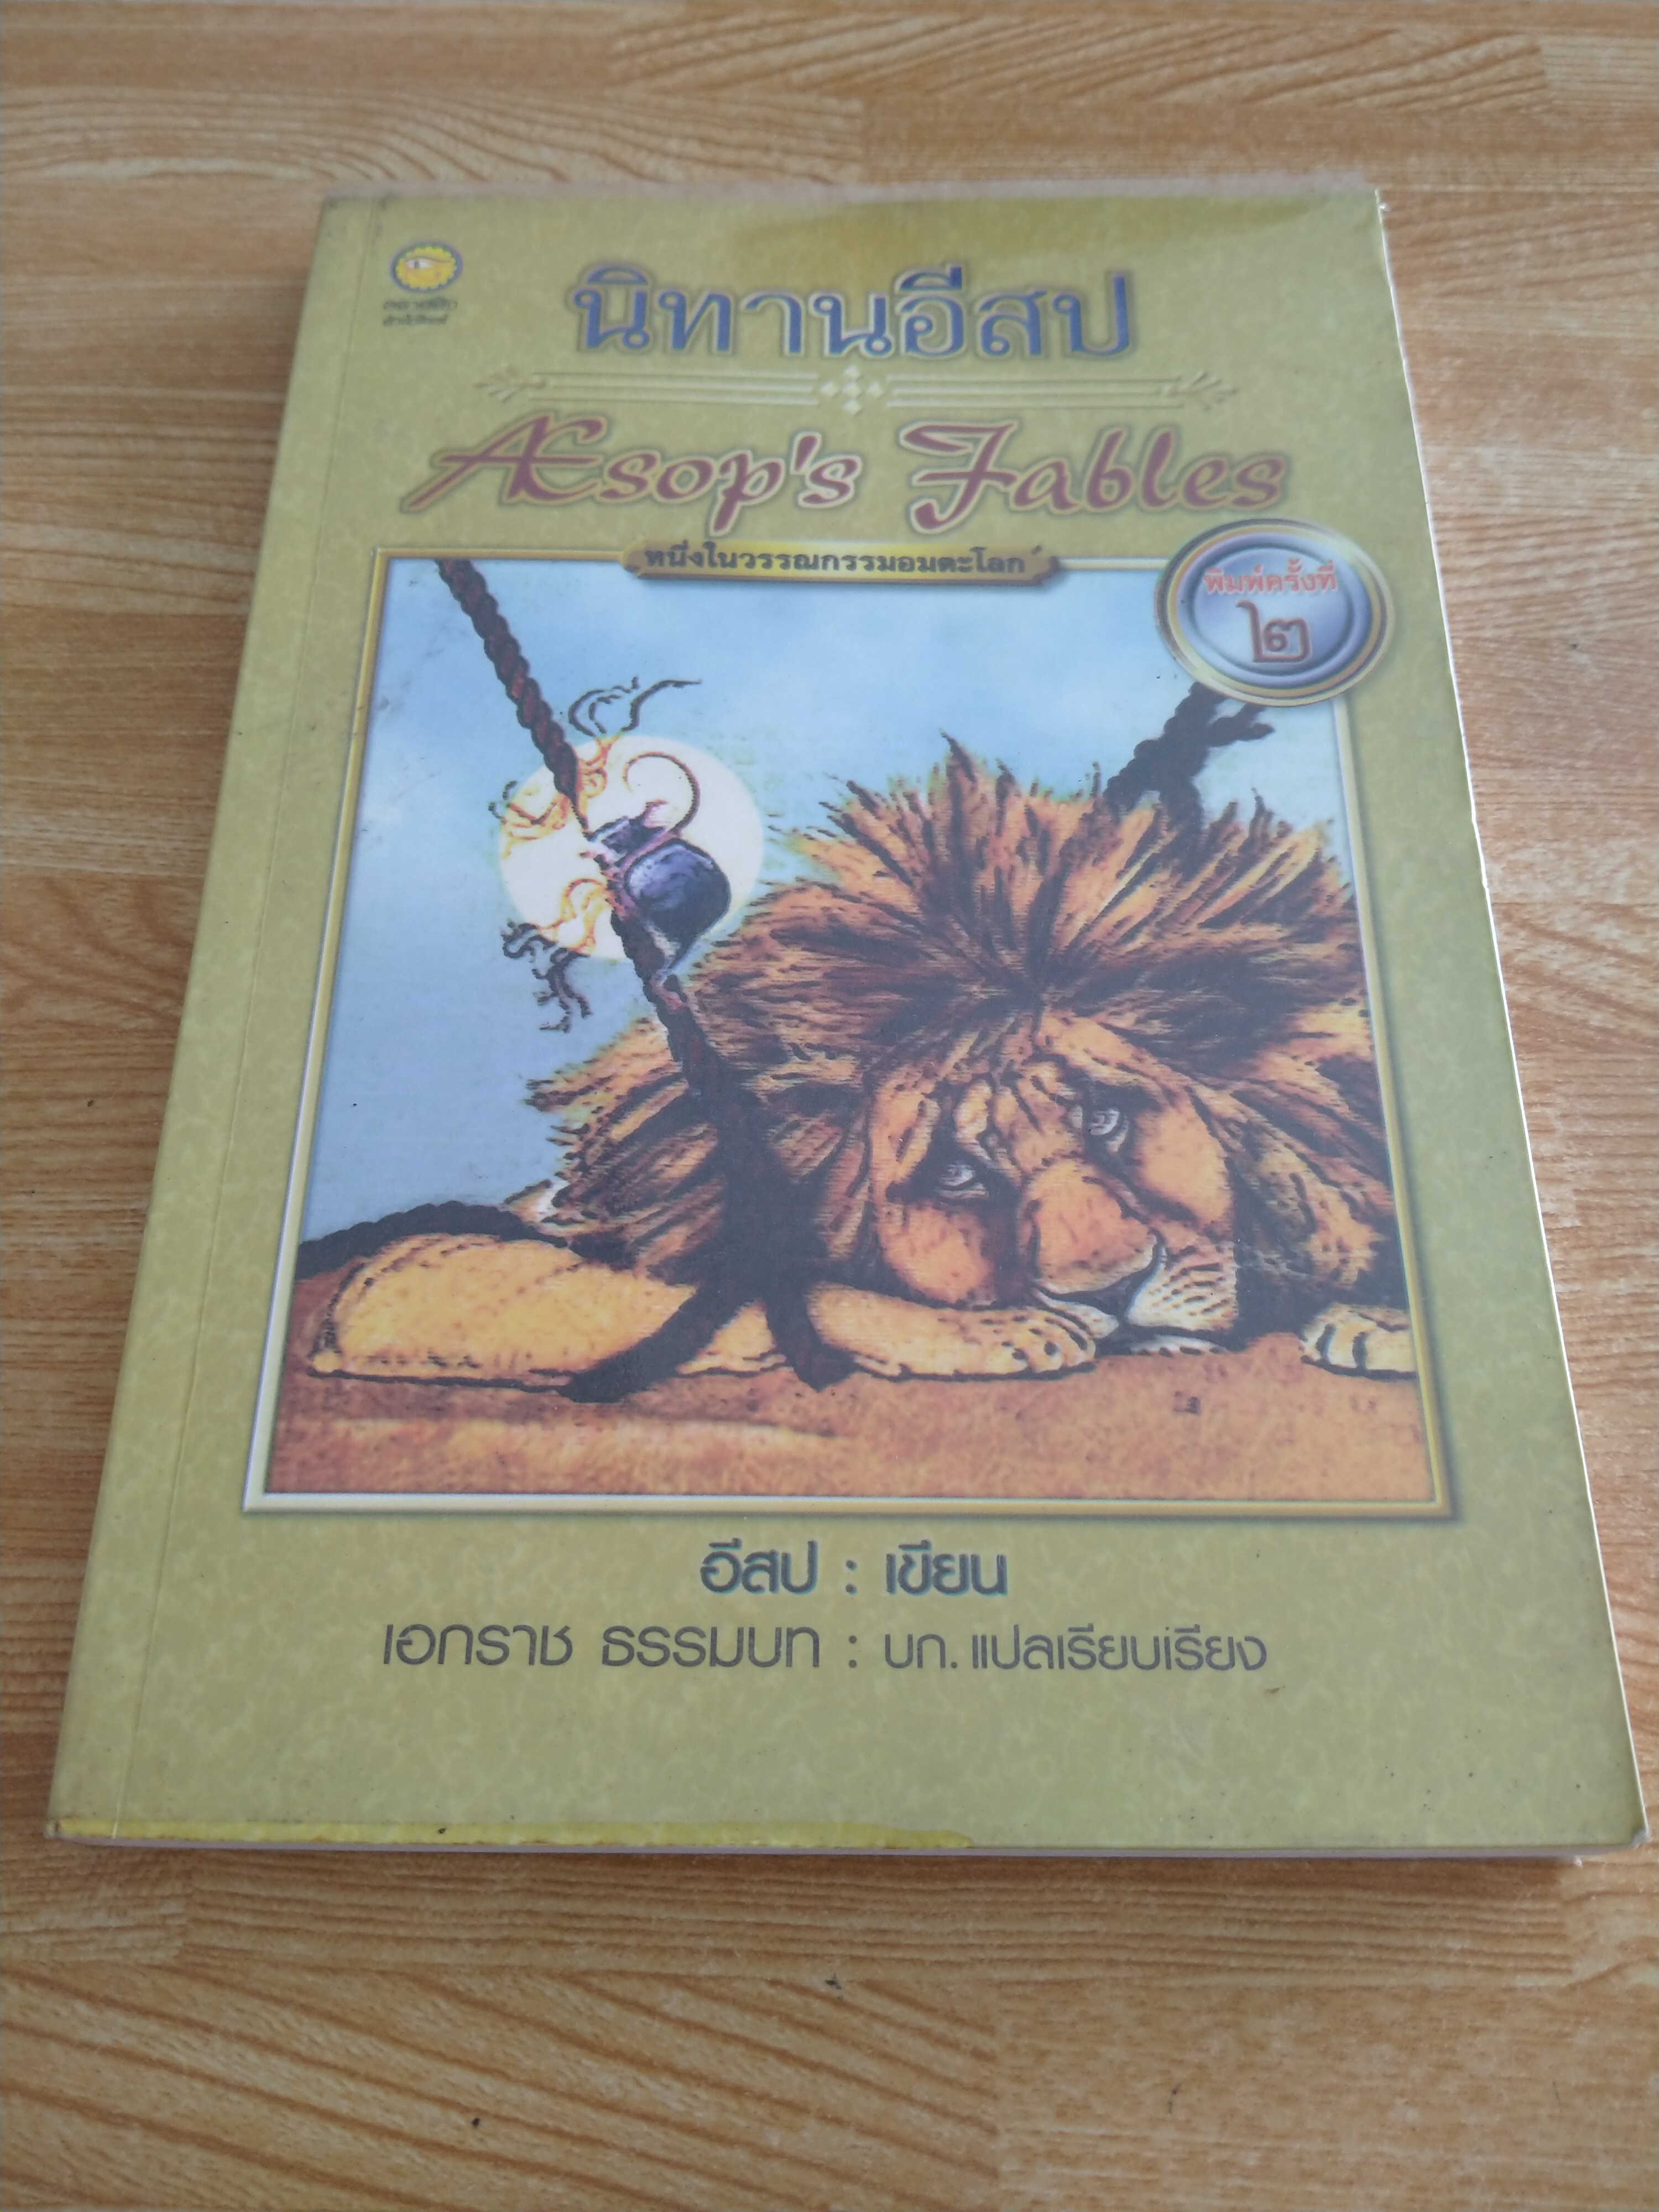 นิทานอีสป
Æsop's Fables
หนึ่งในวรรณกรรมอมตะโลก
พิมพ์ครั้งที่
๒
อีสป : เขียน
เอกราช ธรรมบท : บก. แปลเรียบเรียง